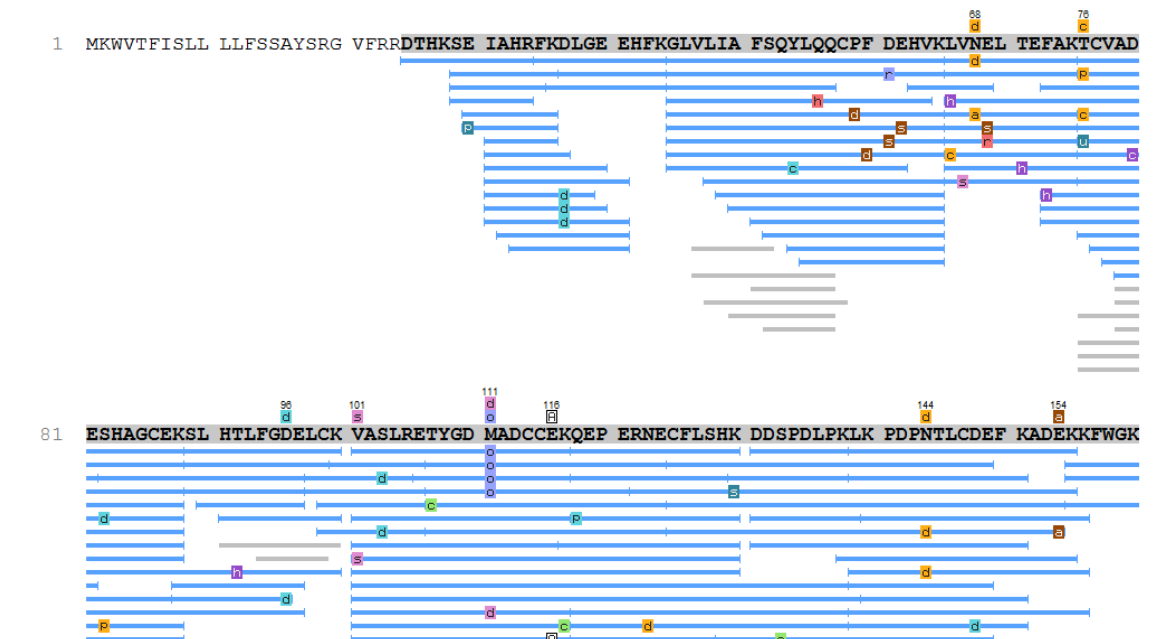 68 76
d c
1 MKWVTFISLL LLFSSAYSRG VFRRDTHKSE IAHRFKDLGE EHFKGLVLIA FSQYLQQCPF DEHVKLVNEL TEFAKTCVAD
d
r p
h h
d a c
p s s
s r u
d c c
c h
s
d h
d
d
96 101 111 116 144 154
d
d s o A d a
81 ESHAGCEKSL HTLFGDELCK VASLRETYGD MADCCEKQEP ERNECFLSHK DDSPDLPKLK PDPNTLCDEF KADEKKFWGK
o
o
d o
o s
c
d p
d d a
s
h d
d
d
p c d d